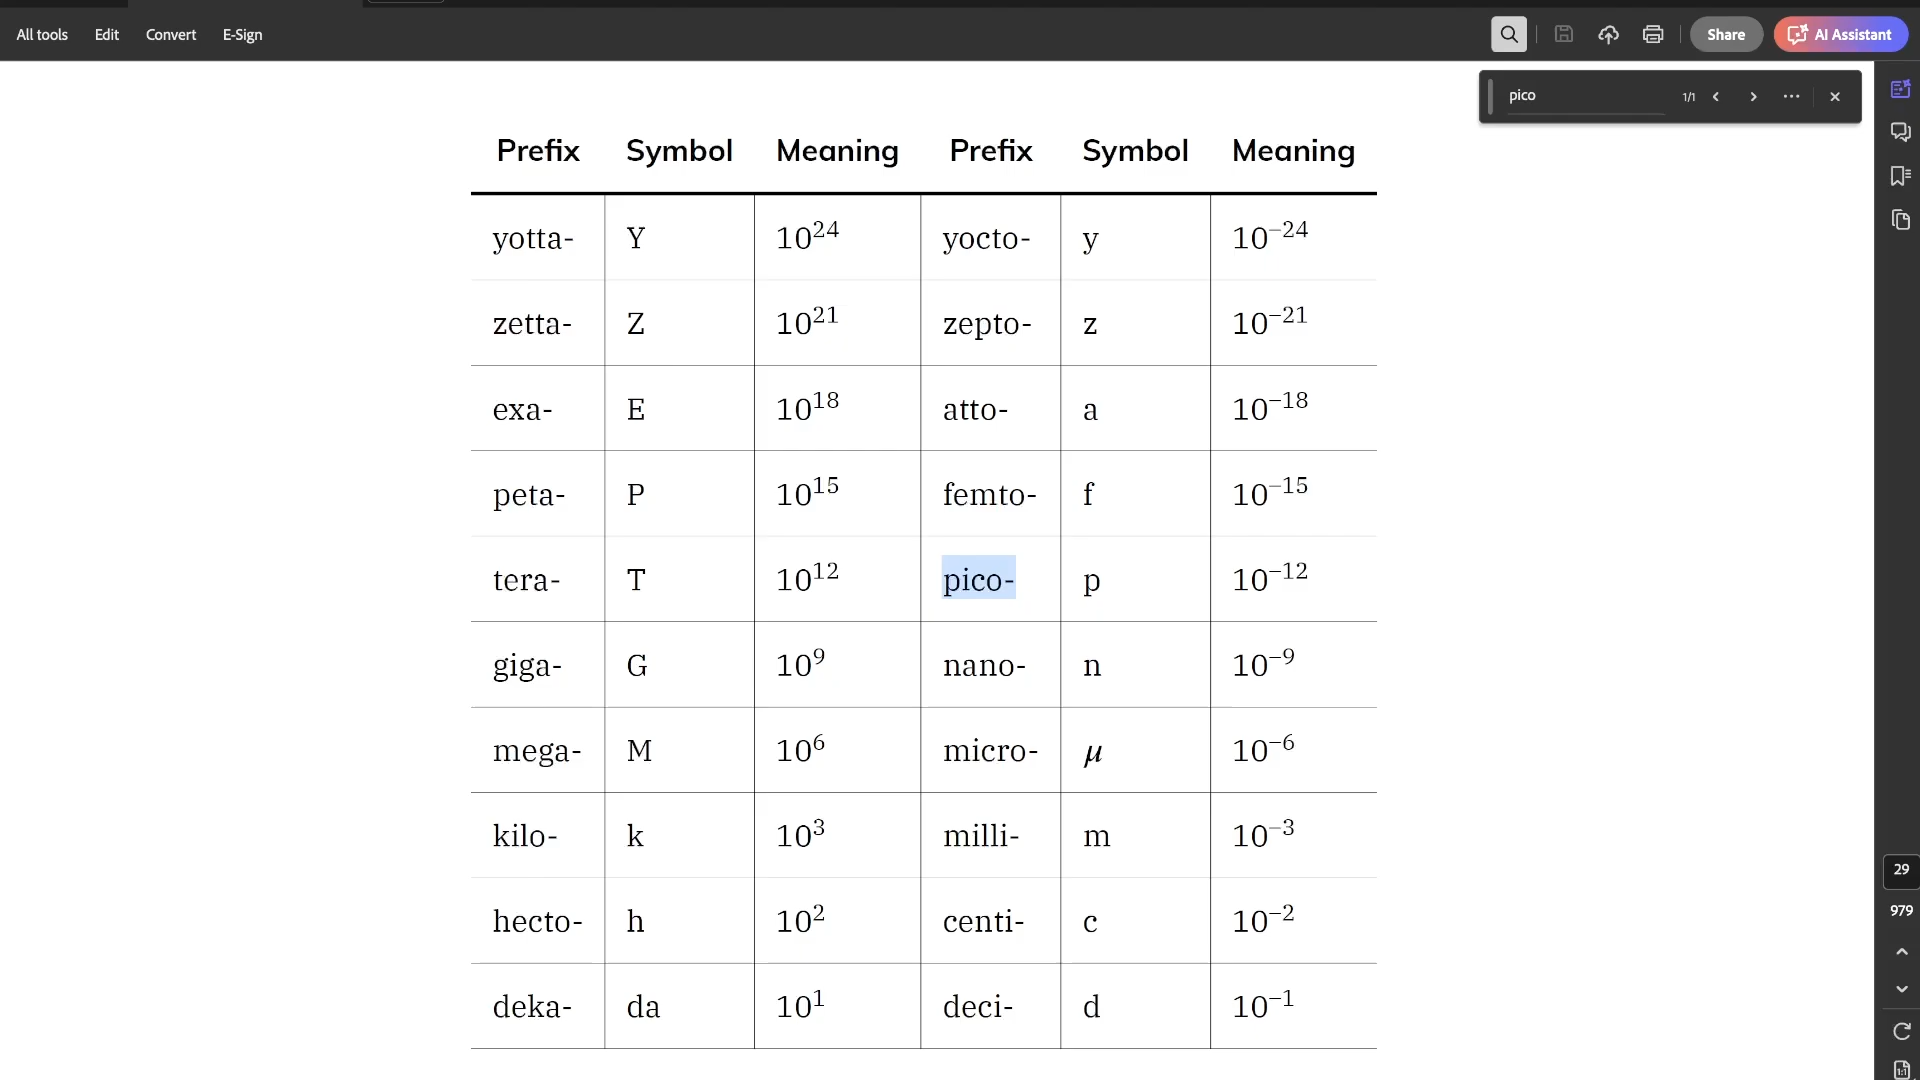 All tools Edit Convert E-Sign Share AI Assistant
pico 1/1
Prefix Symbol Meaning Prefix Symbol Meaning
yotta- Y 10²⁴ yocto- y 10⁻²⁴
zetta- Z 10²¹ zepto- z 10⁻²¹
exa- E 10¹⁸ atto- a 10⁻¹⁸
peta- P 10¹⁵ femto- f 10⁻¹⁵
tera- T 10¹² pico- p 10⁻¹²
giga- G 10⁹ nano- n 10⁻⁹
mega- M 10⁶ micro- μ 10⁻⁶
kilo- k 10³ milli- m 10⁻³
hecto- h 10² centi- c 10⁻²
deka- da 10¹ deci- d 10⁻¹
29
979
1:1